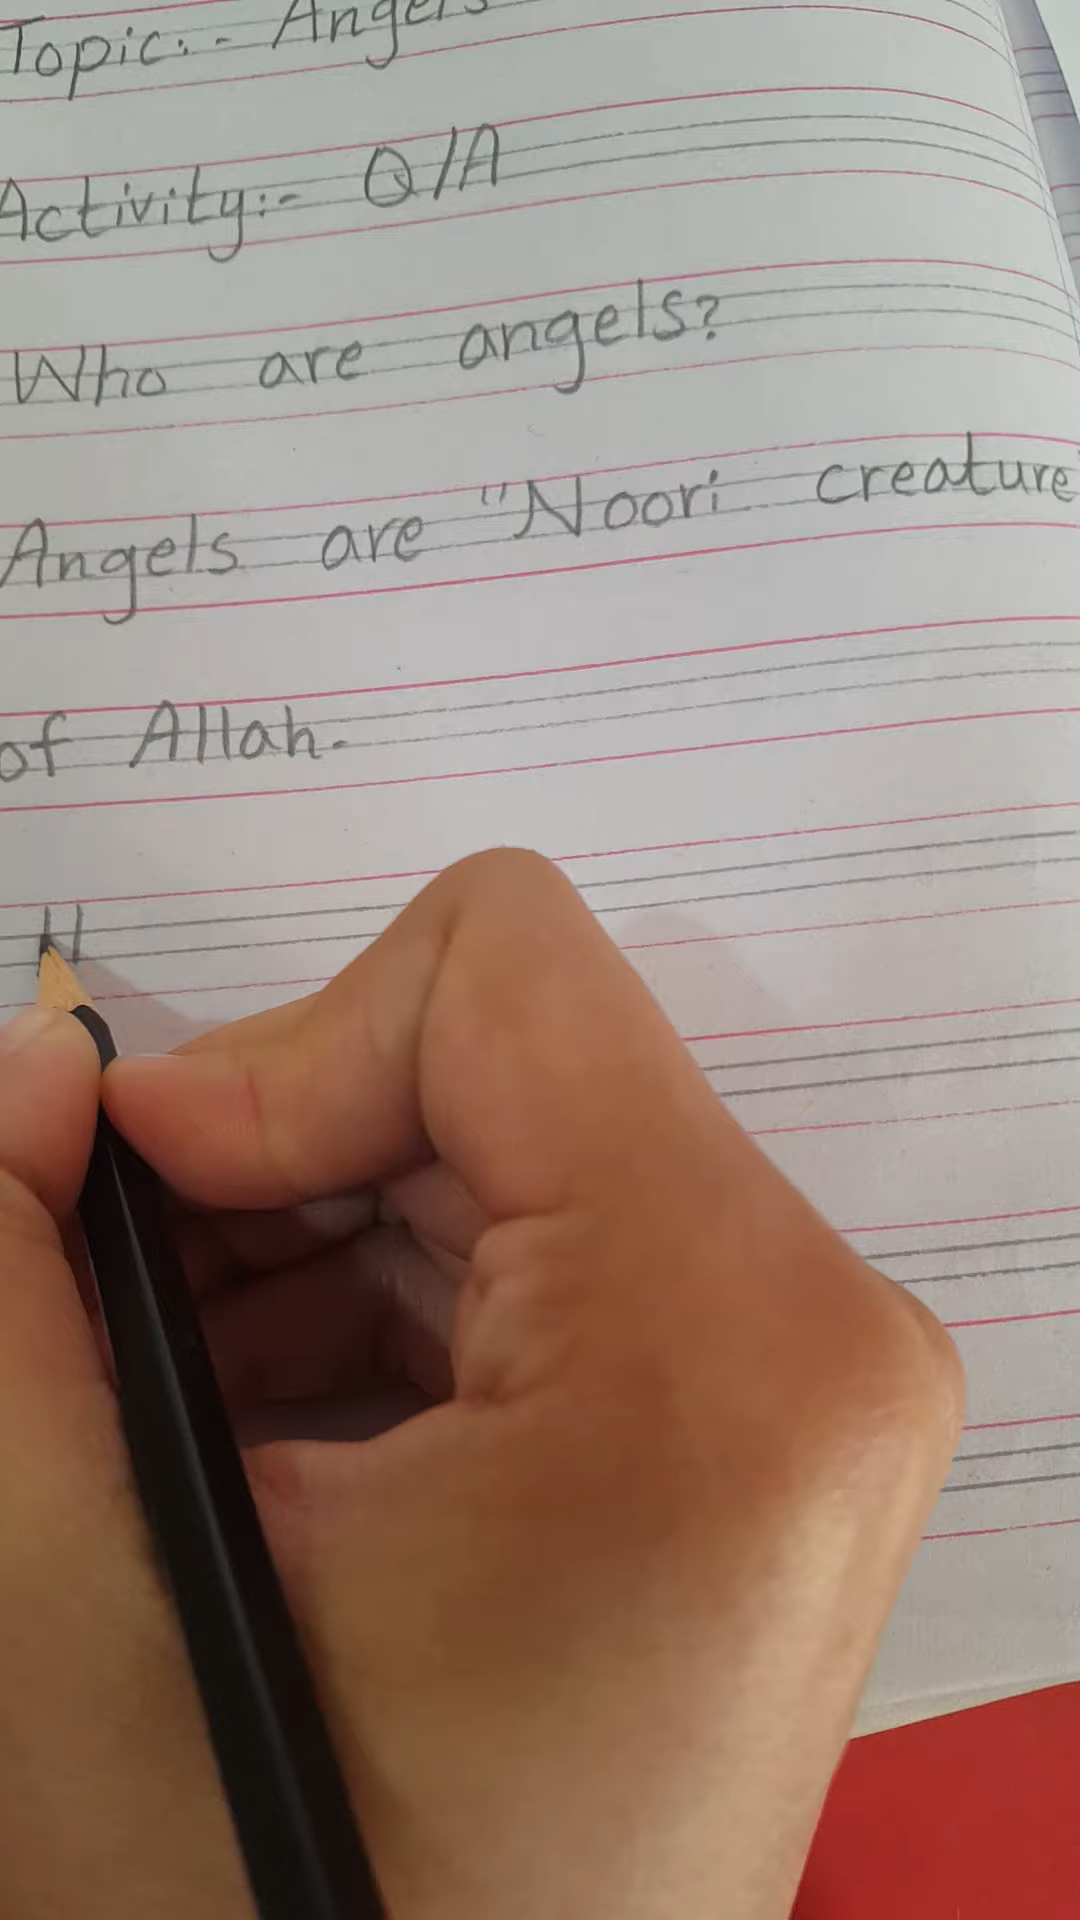 Topic:- Angels
Activity:- Q/A
Who are angels?
Angels are "Noori creature
of Allah.
H